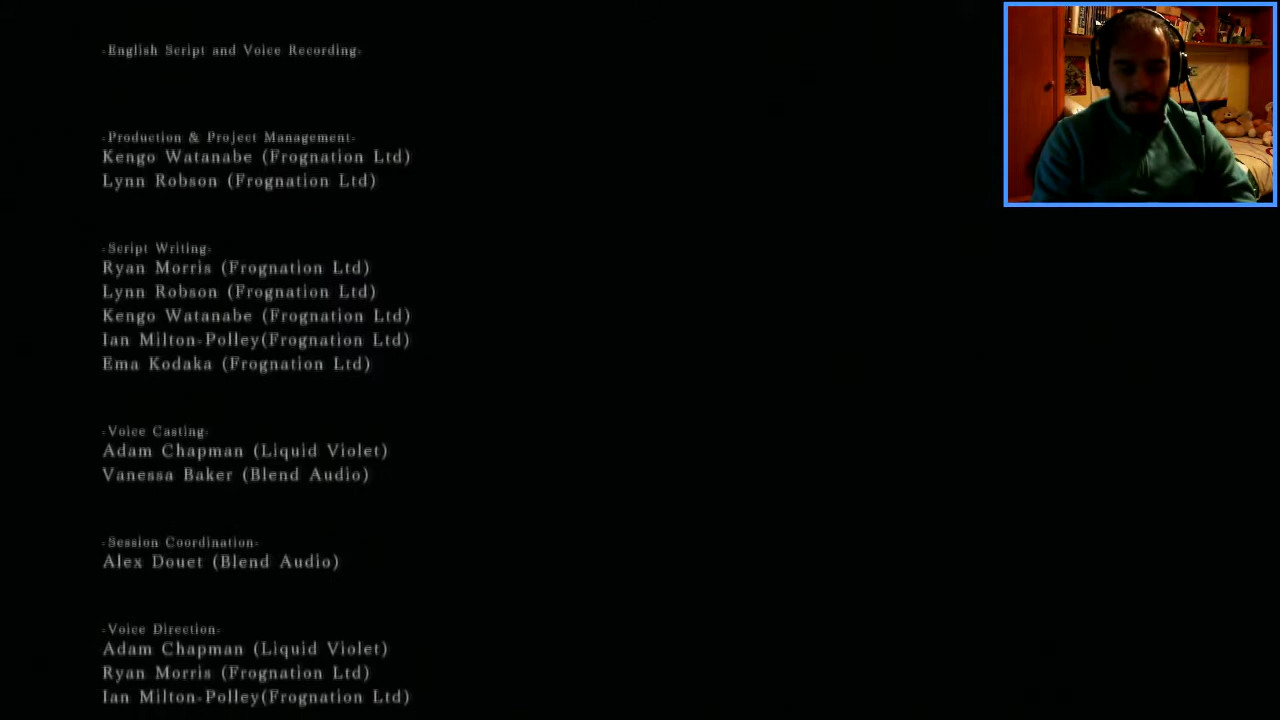 -English Script and Voice Recording-
-Production & Project Management-
Kengo Watanabe (Frognation Ltd)
Lynn Robson (Frognation Ltd)
-Script Writing-
Ryan Morris (Frognation Ltd)
Lynn Robson (Frognation Ltd)
Kengo Watanabe (Frognation Ltd)
Ian Milton-Polley(Frognation Ltd)
Ema Kodaka (Frognation Ltd)
-Voice Casting-
Adam Chapman (Liquid Violet)
Vanessa Baker (Blend Audio)
-Session Coordination-
Alex Douet (Blend Audio)
-Voice Direction-
Adam Chapman (Liquid Violet)
Ryan Morris (Frognation Ltd)
Ian Milton-Polley(Frognation Ltd)